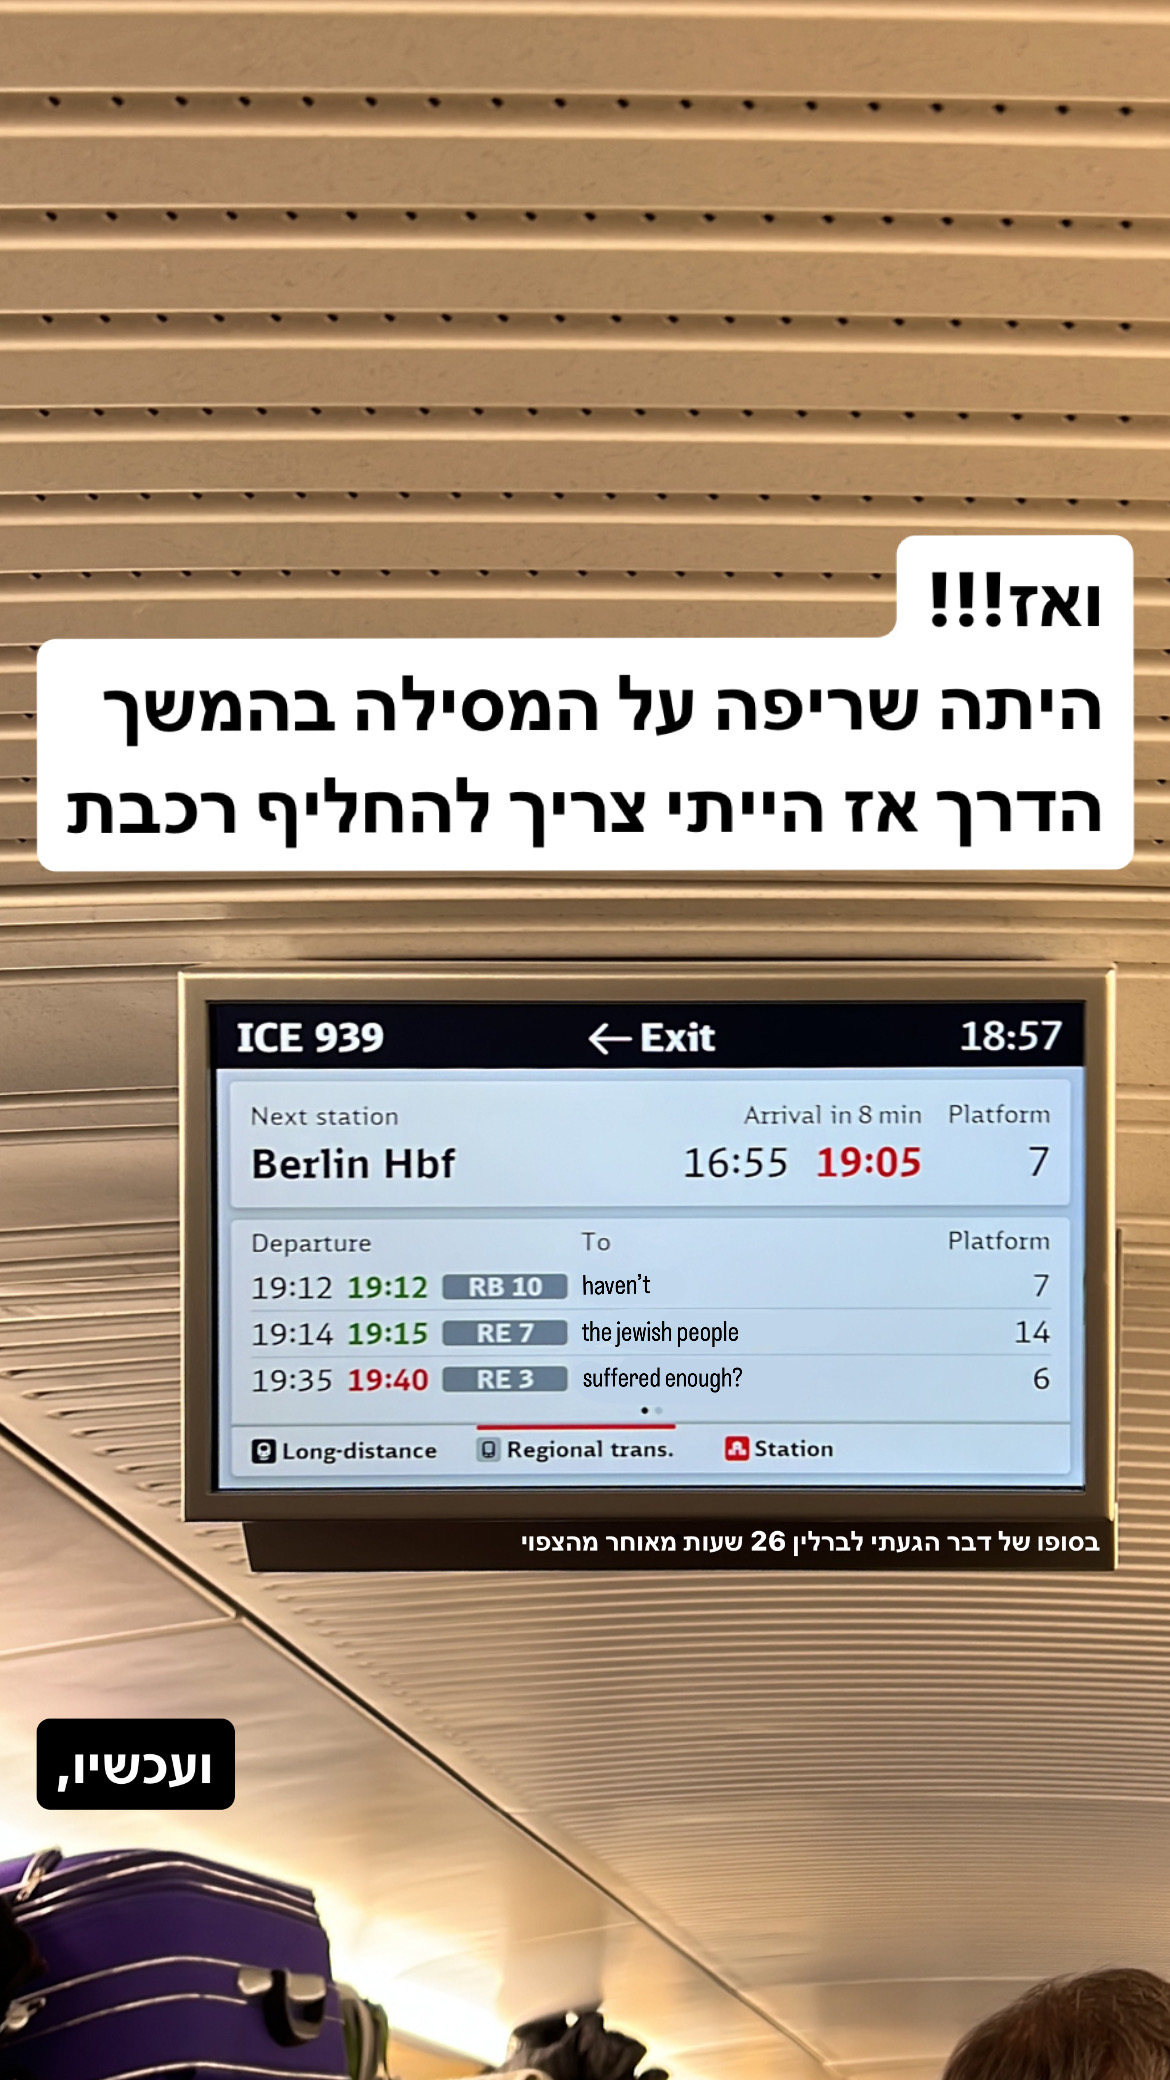 ואז!!!
היתה שריפה על המסילה בהמשך
הדרך אז הייתי צריך להחליף רכבת
ICE 939 ←Exit 18:57
Next station Arrival in 8 min Platform
Berlin Hbf 16:55 19:05 7
Departure To Platform
19:12 19:12 RB 10 haven't 7
19:14 19:15 RE 7 the jewish people 14
19:35 19:40 RE 3 suffered enough? 6
Long-distance Regional trans. Station
בסופו של דבר הגעתי לברלין 26 שעות מאוחר מהצפוי
ועכשיו,